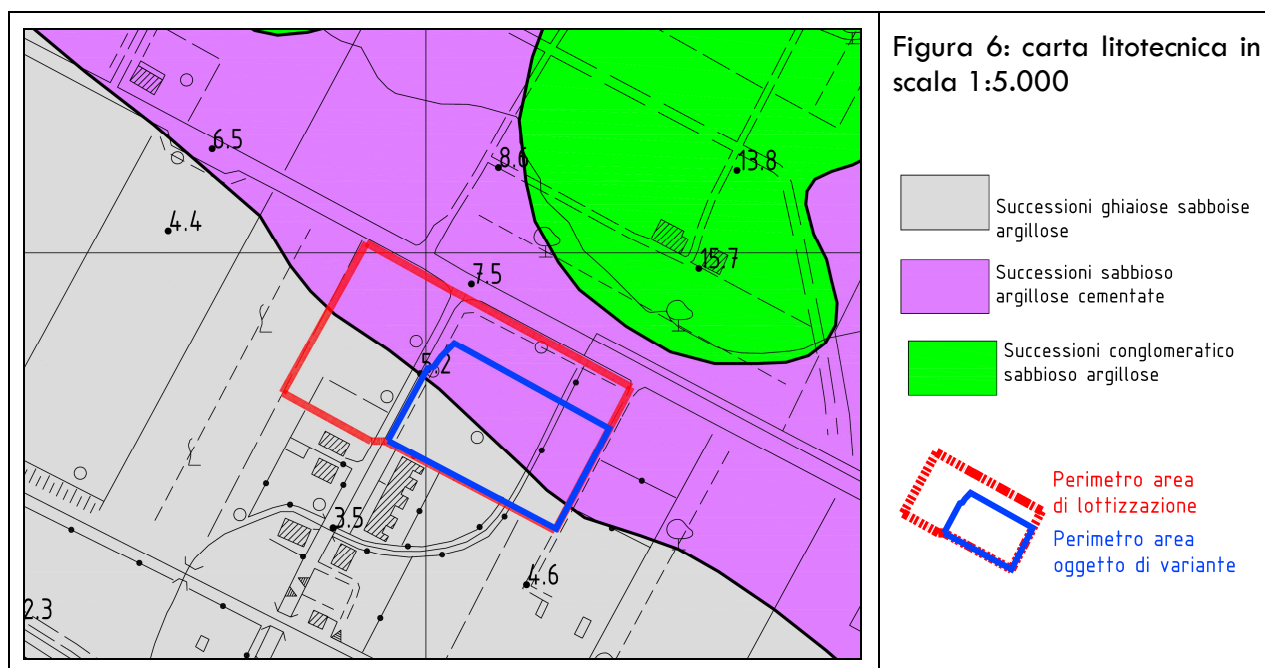 Figura 6: carta litotecnica in
scala 1:5.000
Successioni ghiaiose sabboise
argillose
Successioni sabbioso
argillose cementate
Successioni conglomeratico
sabbioso argillose
Perimetro area
di lottizzazione
Perimetro area
oggetto di variante
6.5
8.6
13.8
4.4
15.7
7.5
5.2
3.5
4.6
2.3